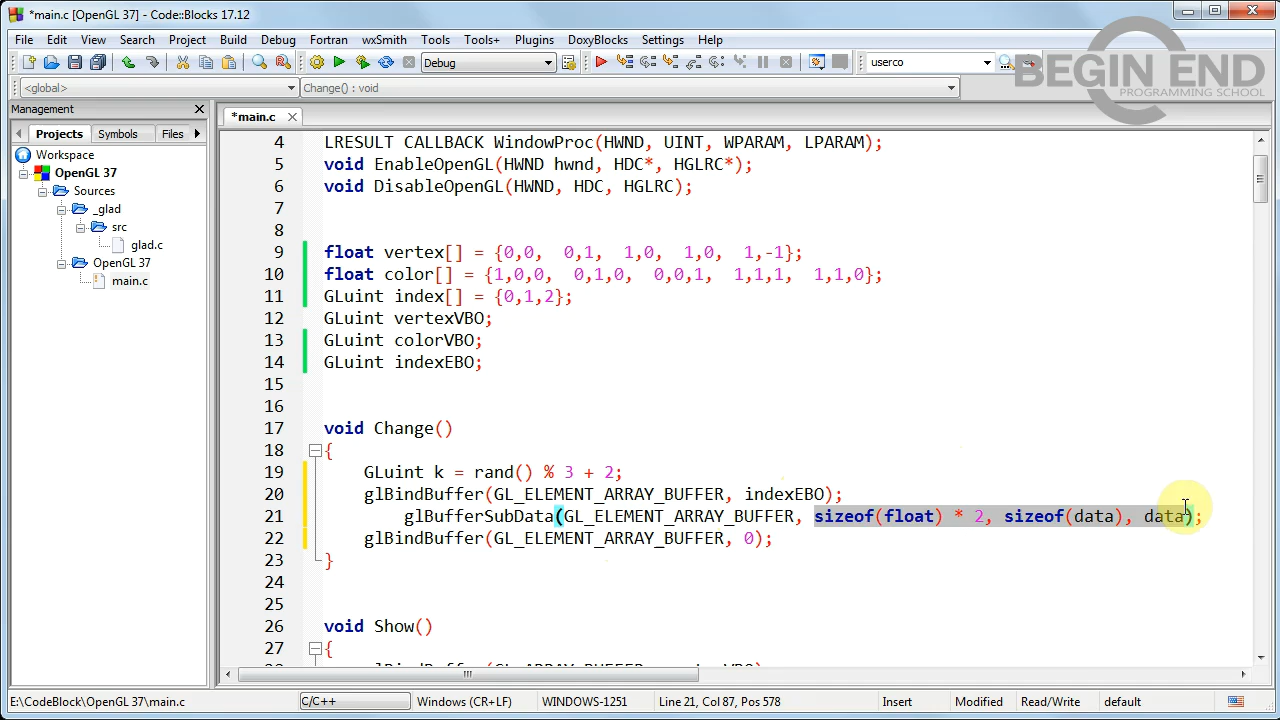 *main.c [OpenGL 37] - Code::Blocks 17.12
File Edit View Search Project Build Debug Fortran wxSmith Tools Tools+ Plugins DoxyBlocks Settings Help
Debug
userco
BEGIN END
PROGRAMMING SCHOOL
<global>
Change() : void
Management
Projects Symbols Files
*main.c
Workspace
OpenGL 37
Sources
_glad
src
glad.c
OpenGL 37
main.c
4 LRESULT CALLBACK WindowProc(HWND, UINT, WPARAM, LPARAM);
5 void EnableOpenGL(HWND hwnd, HDC*, HGLRC*);
6 void DisableOpenGL(HWND, HDC, HGLRC);
7
8
9 float vertex[] = {0,0, 0,1, 1,0, 1,0, 1,-1};
10 float color[] = {1,0,0, 0,1,0, 0,0,1, 1,1,1, 1,1,0};
11 GLuint index[] = {0,1,2};
12 GLuint vertexVBO;
13 GLuint colorVBO;
14 GLuint indexEBO;
15
16
17 void Change()
18 {
19 GLuint k = rand() % 3 + 2;
20 glBindBuffer(GL_ELEMENT_ARRAY_BUFFER, indexEBO);
21 glBufferSubData(GL_ELEMENT_ARRAY_BUFFER, sizeof(float) * 2, sizeof(data), data);
22 glBindBuffer(GL_ELEMENT_ARRAY_BUFFER, 0);
23 }
24
25
26 void Show()
27 {
E:\CodeBlock\OpenGL 37\main.c C/C++ Windows (CR+LF) WINDOWS-1251 Line 21, Col 87, Pos 578 Insert Modified Read/Write default